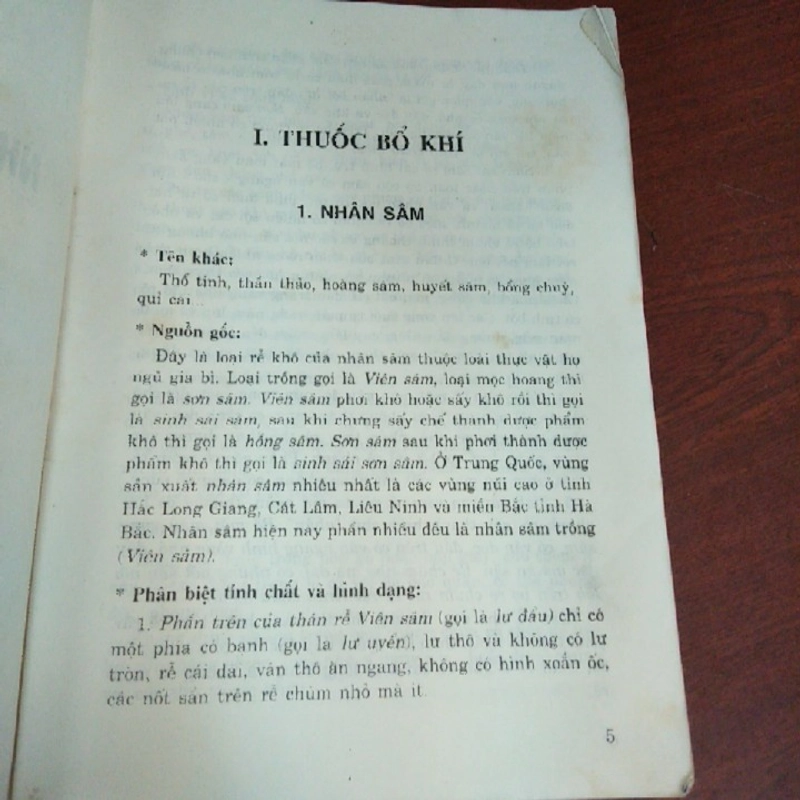 I. THUỐC BỔ KHÍ
1. NHÂN SÂM
* Tên khác:
Thổ tinh, thần thảo, hoàng sâm, huyết sâm, bổng chuỳ,
quỉ cái...
* Nguồn gốc:
Đây là loại rễ khô của nhân sâm thuộc loài thực vật họ
ngũ gia bì. Loại trồng gọi là Viên sâm, loại mọc hoang thì
gọi là sơn sâm. Viên sâm phơi khô hoặc sấy khô rồi thì gọi
là sinh sái sâm, sau khi chưng sấy chế thành dược phẩm
khô thì gọi là hồng sâm. Sơn sâm sau khi phơi thành dược
phẩm khô thì gọi là sinh sái sơn sâm. Ở Trung Quốc, vùng
sản xuất nhân sâm nhiều nhất là các vùng núi cao ở tỉnh
Hắc Long Giang, Cát Lâm, Liêu Ninh và miền Bắc tỉnh Hà
Bắc. Nhân sâm hiện nay phần nhiều đều là nhân sâm trồng
(Viên sâm).
* Phân biệt tính chất và hình dạng:
1. Phần trên của thân rễ Viên sâm (gọi là lư đầu) chỉ có
một phía có banh (gọi là lư uyển), lư thô và không có lư
tròn, rễ cái dai, vân thô ăn ngang, không có hình xoắn ốc,
các nốt sần trên rễ chùm nhỏ mà ít.
5